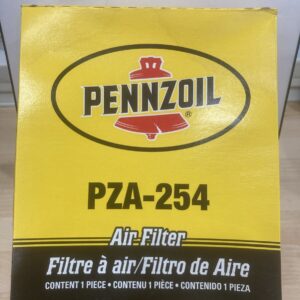 PENNZOIL
®
PZA-254
Air Filter
Filtre à air/Filtro de Aire
CONTENT 1 PIECE • CONTENU 1 PIÈCE • CONTENIDO 1 PIEZA